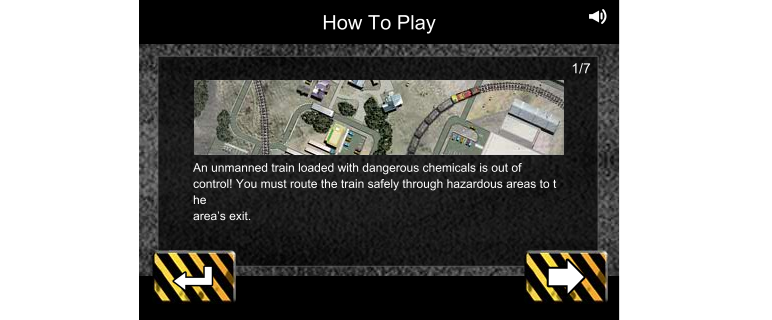 How To Play
1/7
An unmanned train loaded with dangerous chemicals is out of
control! You must route the train safely through hazardous areas to t
he
area's exit.